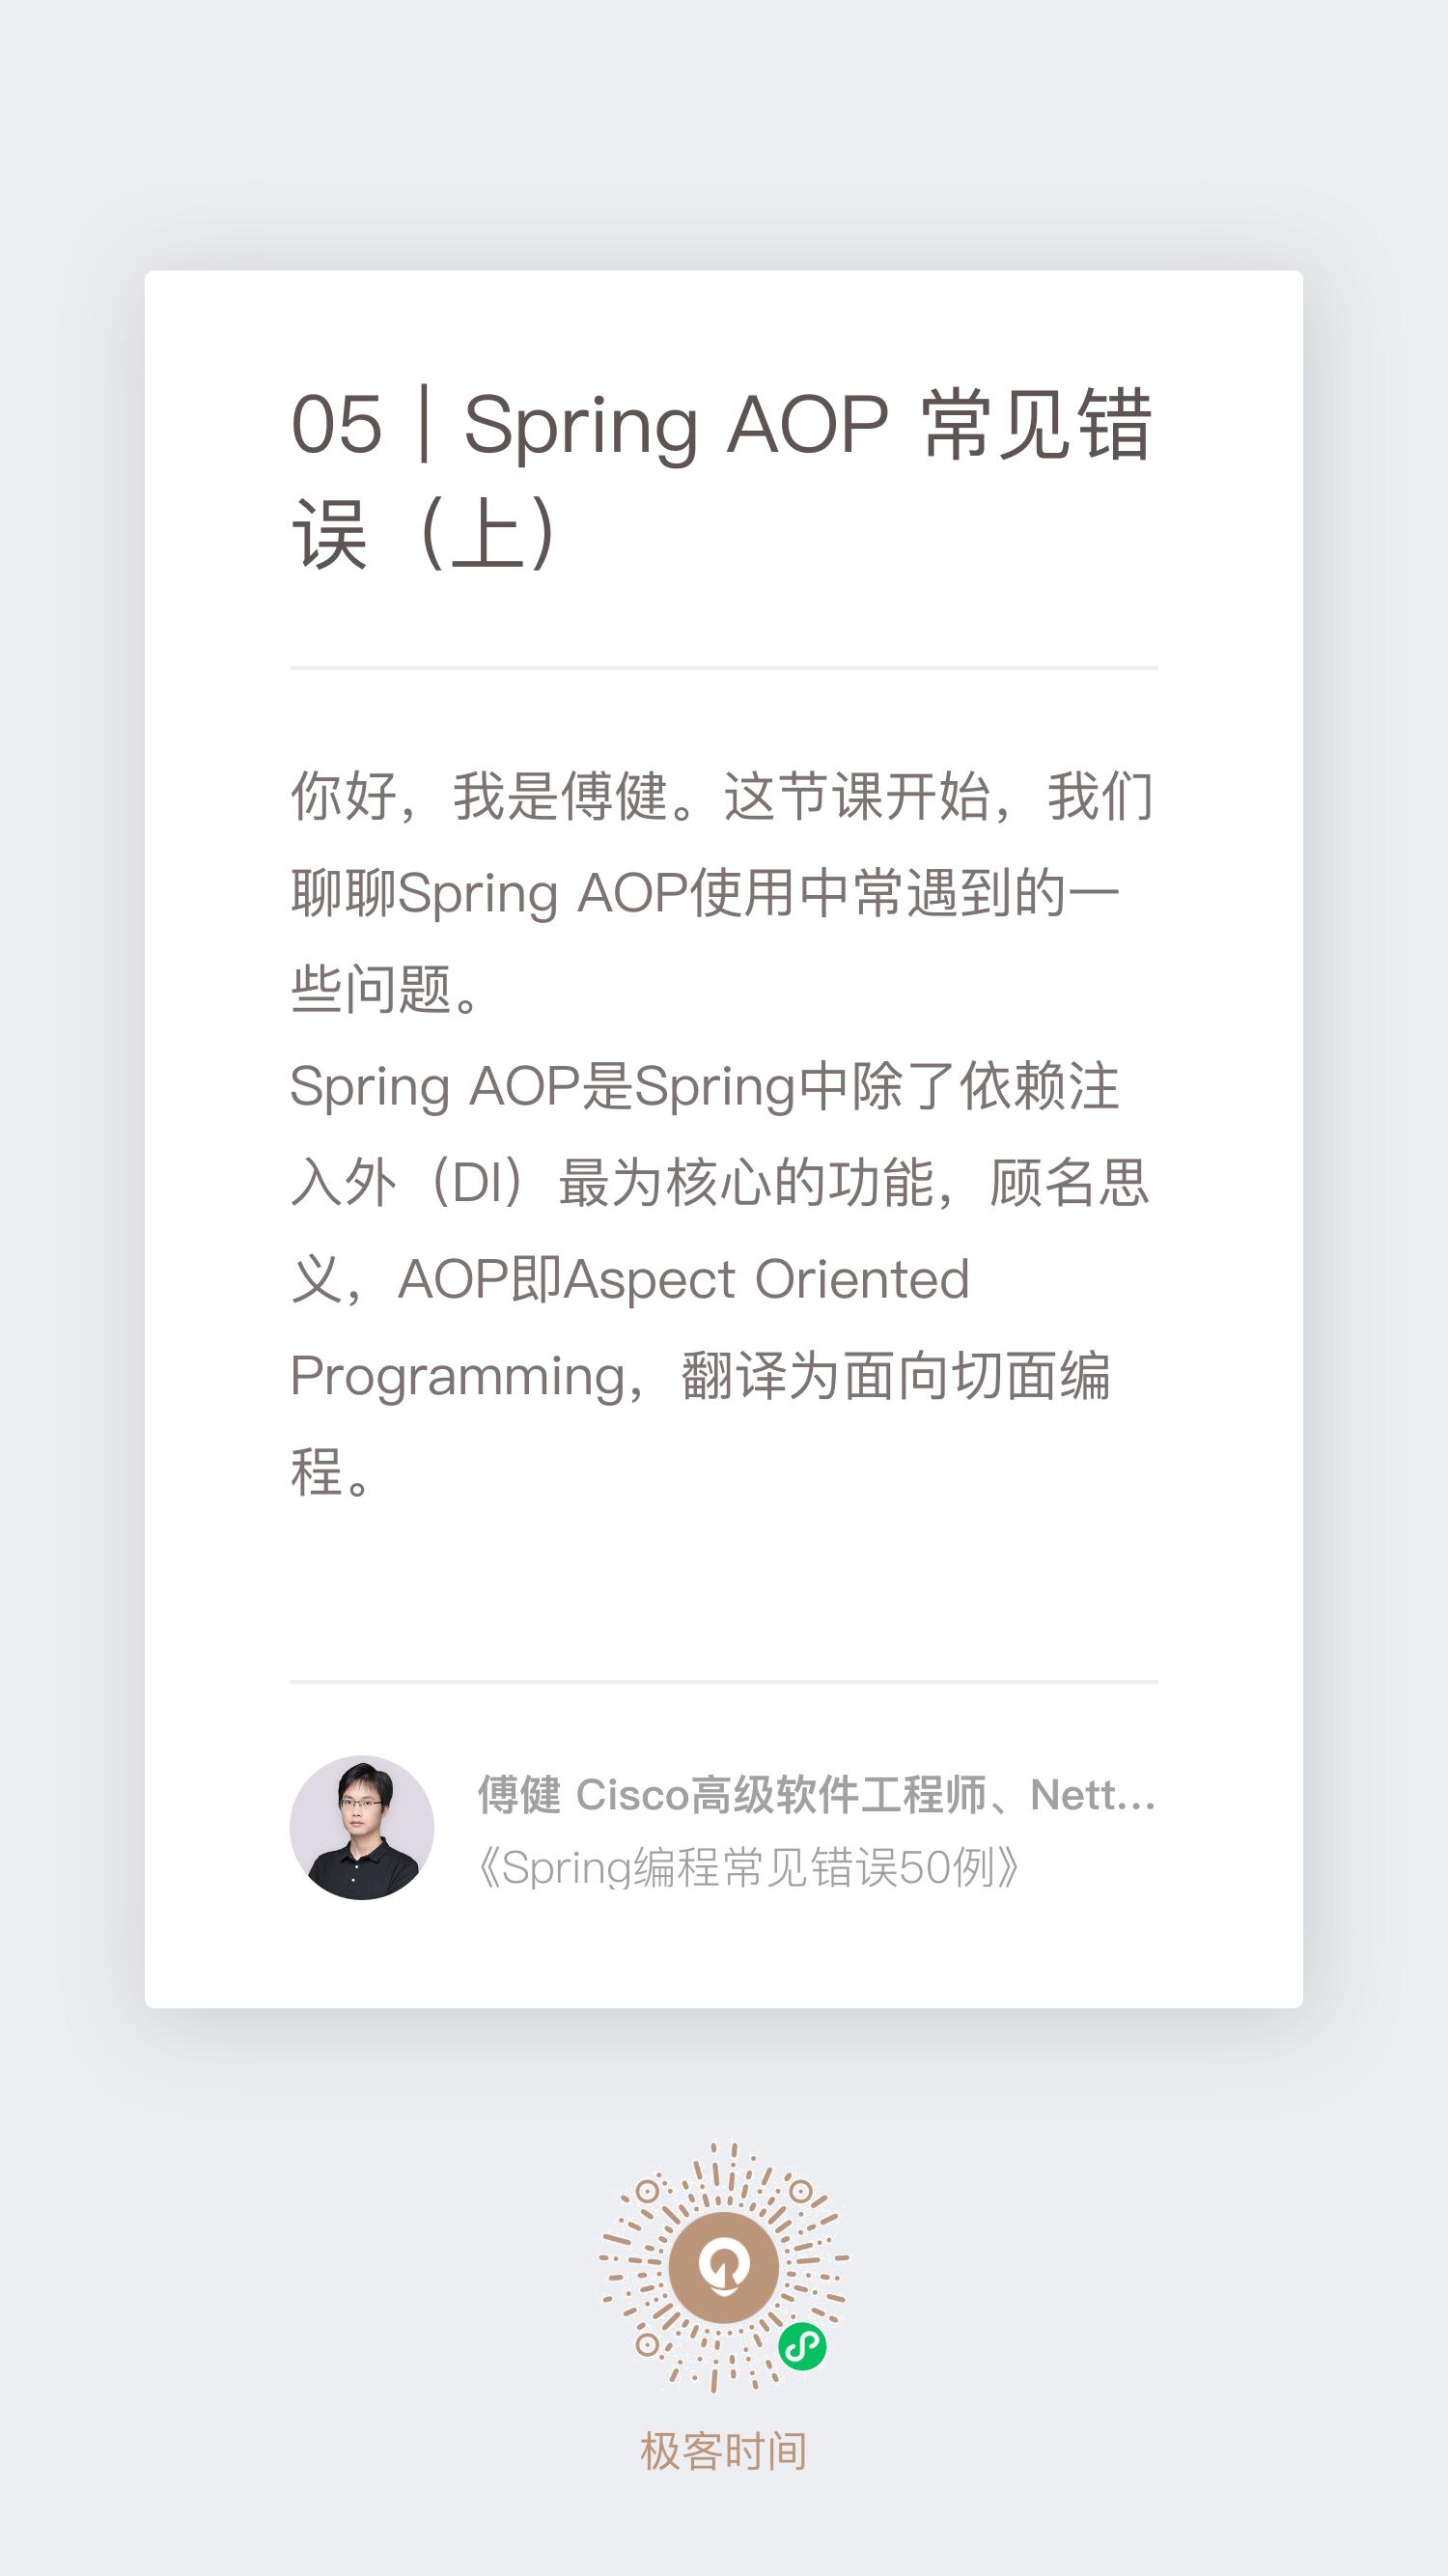 05｜Spring AOP 常见错
误（上）
你好，我是傅健。这节课开始，我们
聊聊Spring AOP使用中常遇到的一
些问题。
Spring AOP是Spring中除了依赖注
入外（DI）最为核心的功能，顾名思
义，AOP即Aspect Oriented
Programming，翻译为面向切面编
程。
傅健 Cisco高级软件工程师、Nett...
《Spring编程常见错误50例》
极客时间